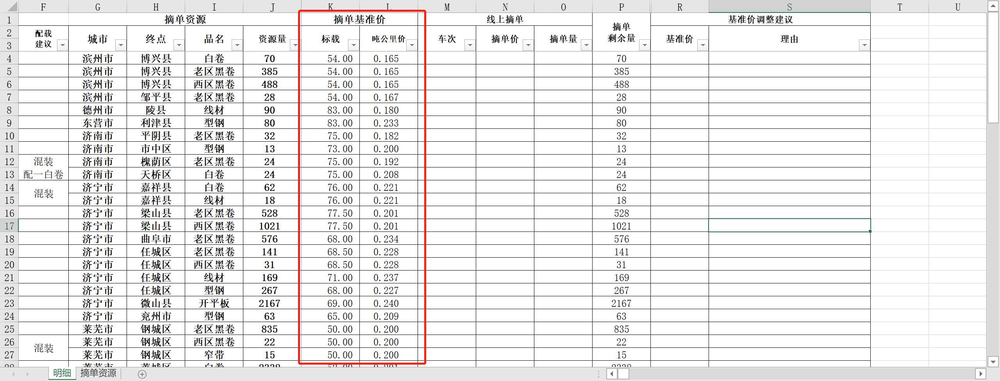 F G H I J K L M N O P R S T U
1 摘单资源 摘单基准价 线上摘单 基准价调整建议
2 配载 摘单
3 建议 城市 终点 品名 资源量 标载 吨公里价 车次 摘单价 摘单量 剩余量 基准价 理由
4 滨州市 博兴县 白卷 70 54.00 0.165 70
5 滨州市 博兴县 老区黑卷 385 54.00 0.165 385
6 滨州市 博兴县 西区黑卷 488 54.00 0.165 488
7 滨州市 邹平县 老区黑卷 28 54.00 0.167 28
8 德州市 陵县 线材 90 83.00 0.180 90
9 东营市 利津县 型钢 80 83.00 0.233 80
10 济南市 平阴县 老区黑卷 32 75.00 0.182 32
11 济南市 市中区 型钢 13 73.00 0.200 13
12 混装 济南市 槐荫区 老区黑卷 24 75.00 0.192 24
13 配一白卷 济南市 天桥区 白卷 24 75.00 0.208 24
14 混装 济宁市 嘉祥县 白卷 62 76.00 0.221 62
15 济宁市 嘉祥县 线材 18 76.00 0.221 18
16 济宁市 梁山县 老区黑卷 528 77.50 0.201 528
17 济宁市 梁山县 西区黑卷 1021 77.50 0.201 1021
18 济宁市 曲阜市 老区黑卷 576 68.00 0.234 576
19 济宁市 任城区 老区黑卷 141 68.50 0.228 141
20 济宁市 任城区 西区黑卷 31 68.50 0.228 31
21 济宁市 任城区 线材 169 71.00 0.237 169
22 济宁市 任城区 型钢 267 68.00 0.227 267
23 济宁市 微山县 开平板 2167 69.00 0.240 2167
24 济宁市 兖州市 型钢 63 65.00 0.209 63
25 莱芜市 钢城区 老区黑卷 835 50.00 0.200 835
26 混装 莱芜市 钢城区 西区黑卷 22 50.00 0.200 22
27 莱芜市 钢城区 窄带 15 50.00 0.200 15
明细 摘单资源